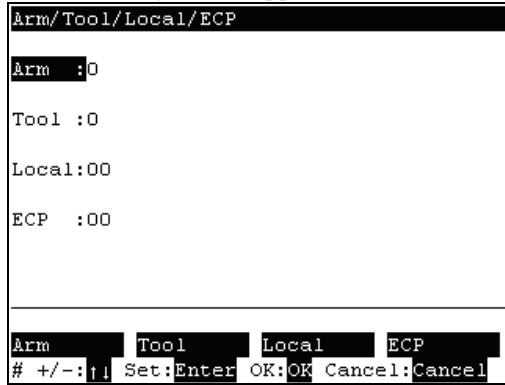 Arm/Tool/Local/ECP
Arm :0
Tool :0
Local:00
ECP :00
Arm Tool Local ECP
# +/-:↑↓ Set:Enter OK:OK Cancel:Cancel